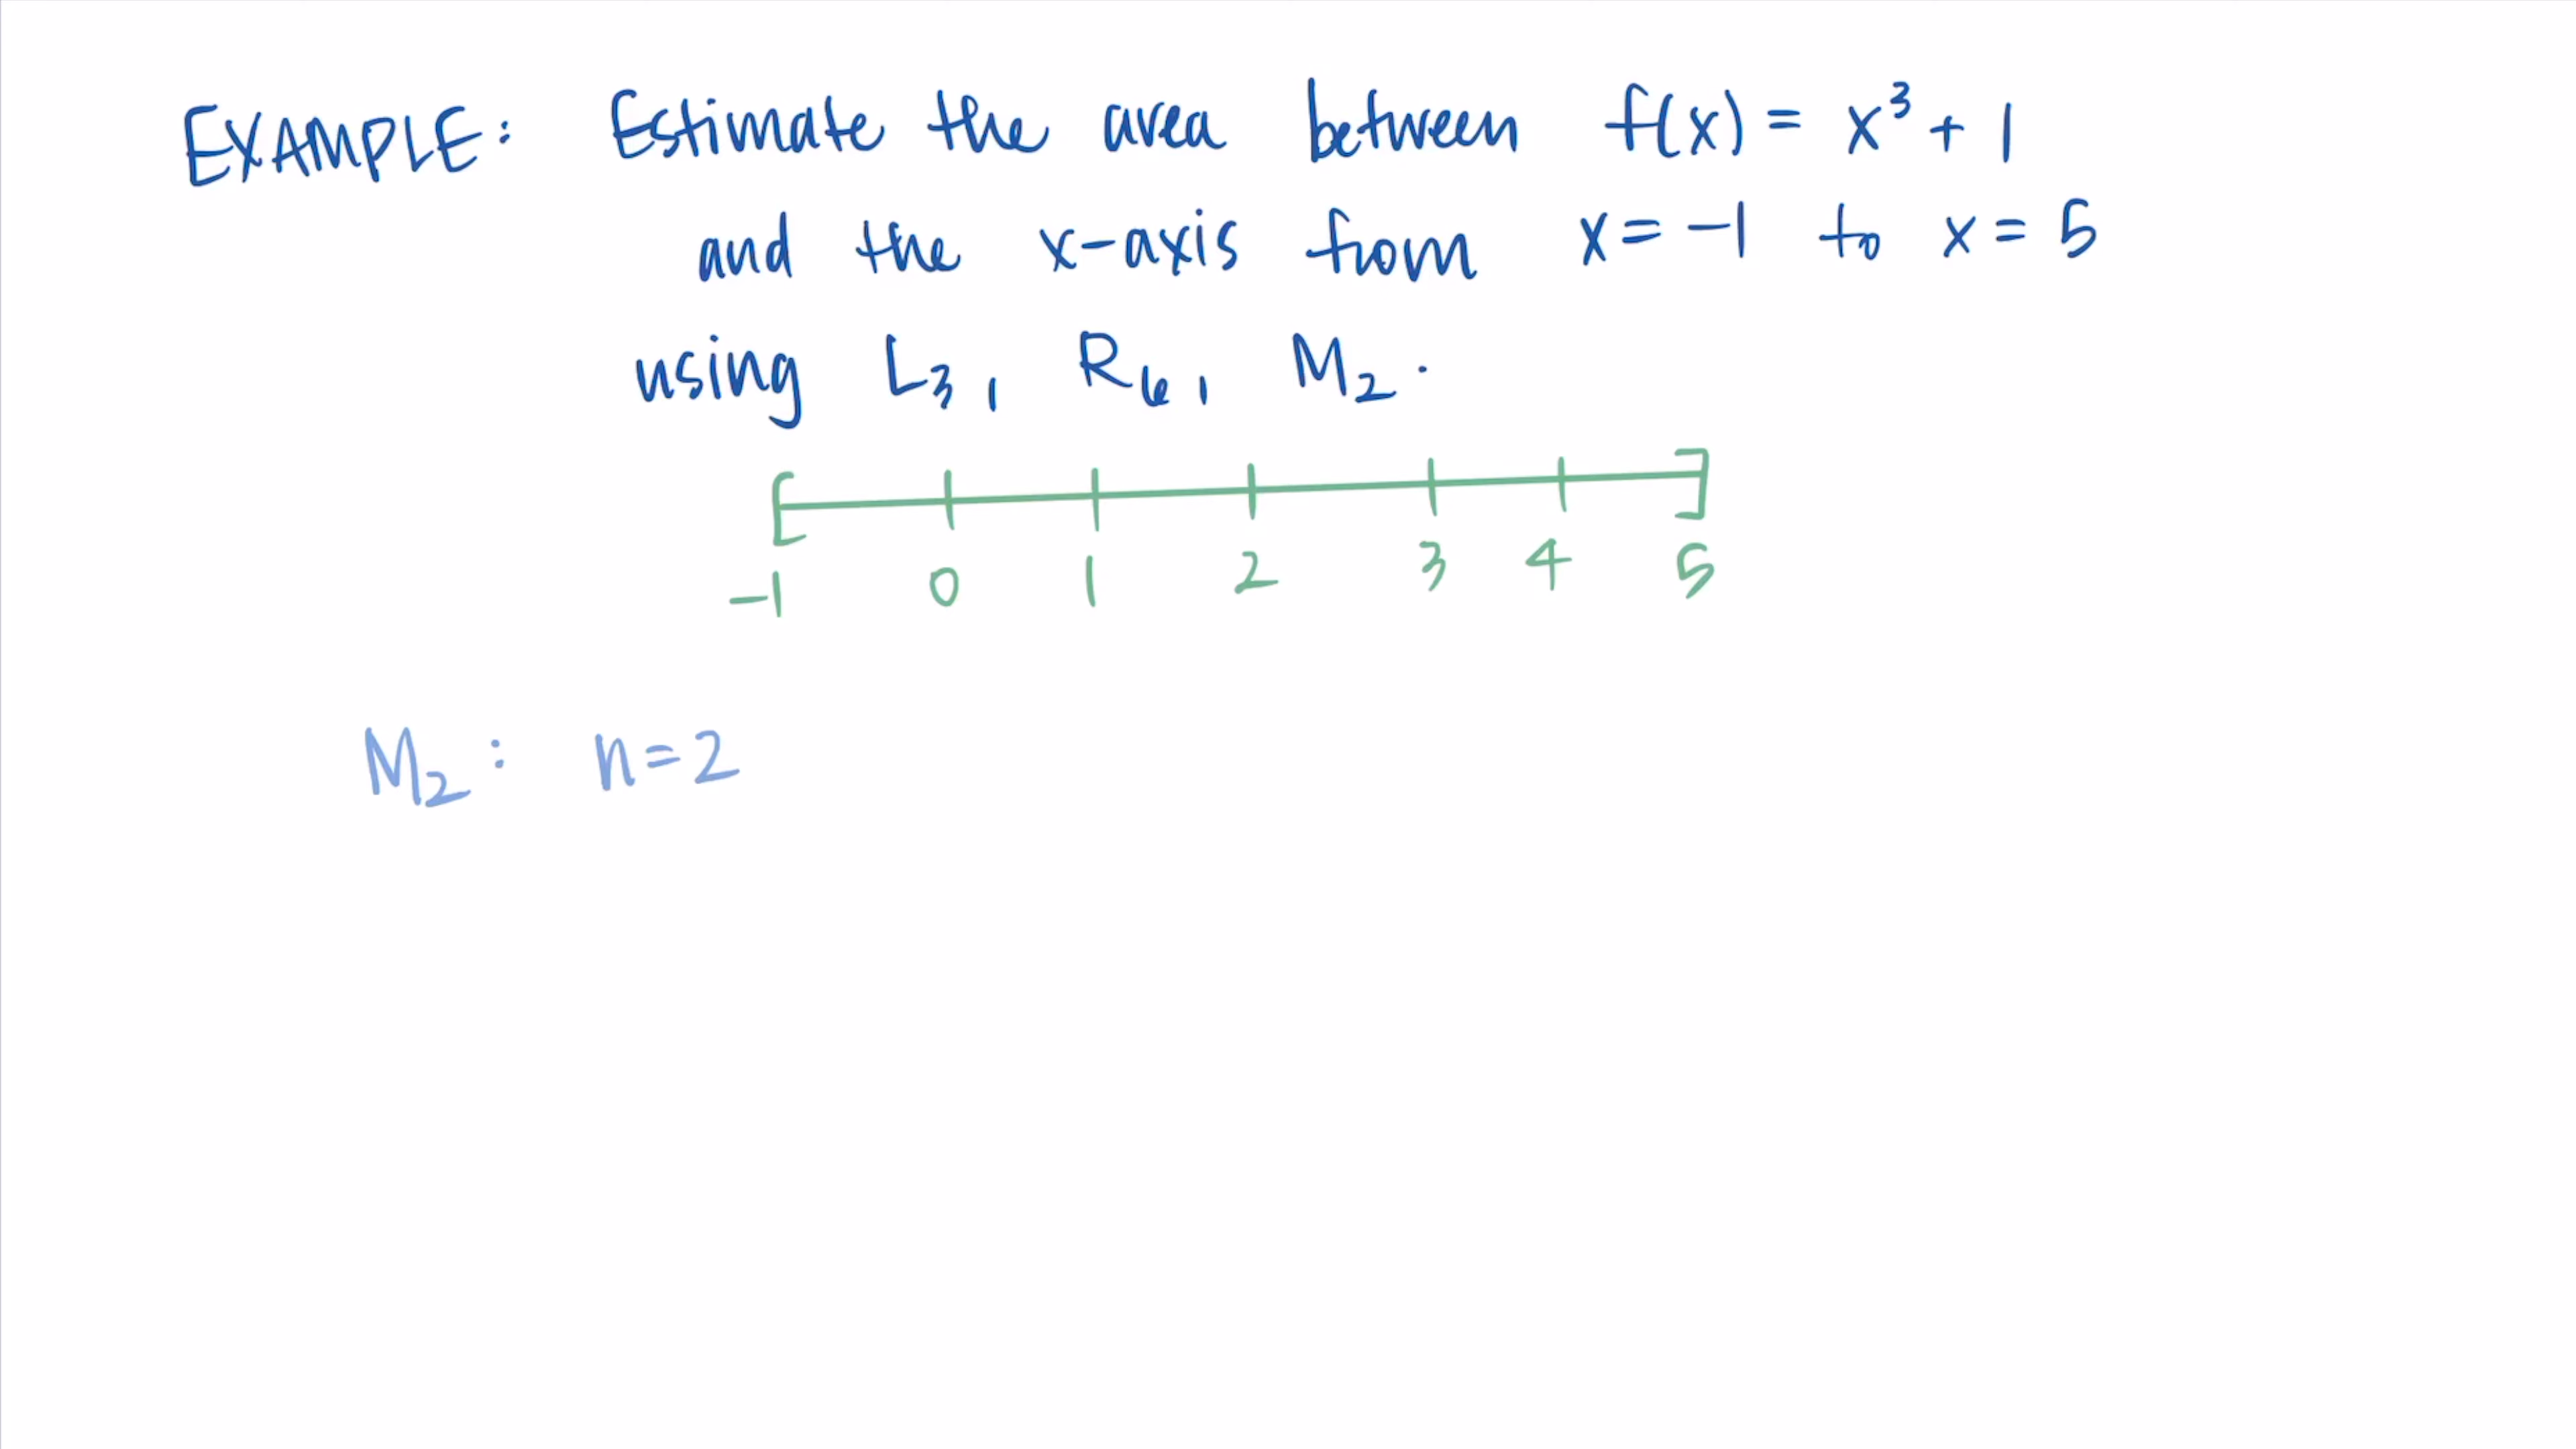 EXAMPLE: Estimate the area between f(x) = x³ + 1
and the x-axis from x = -1 to x = 5
using L₃, R₆, M₂.
-1 0 1 2 3 4 5
M₂: n=2